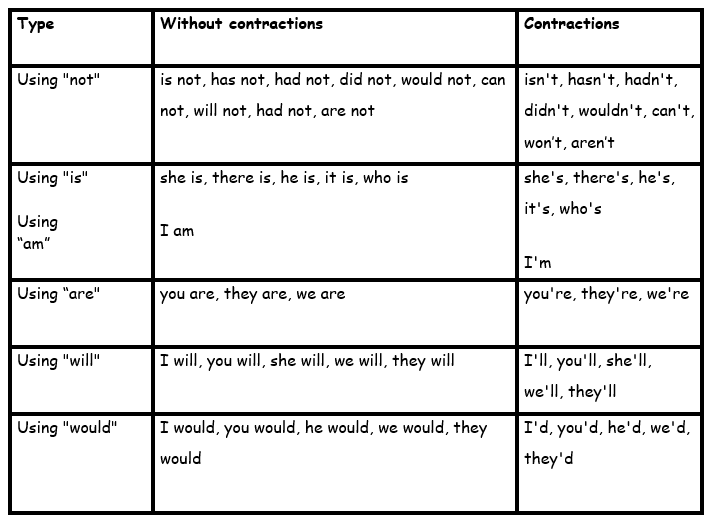 Type
Without contractions
Contractions
Using "not"
is not, has not, had not, did not, would not, can
not, will not, had not, are not
isn't, hasn't, hadn't,
didn't, wouldn't, can't,
won’t, aren’t
Using "is"
Using
“am”
she is, there is, he is, it is, who is
I am
she's, there's, he's,
it's, who's
I'm
Using “are"
you are, they are, we are
you're, they're, we're
Using "will"
I will, you will, she will, we will, they will
I'll, you'll, she'll,
we'll, they'll
Using "would"
I would, you would, he would, we would, they
would
I'd, you'd, he'd, we'd,
they'd